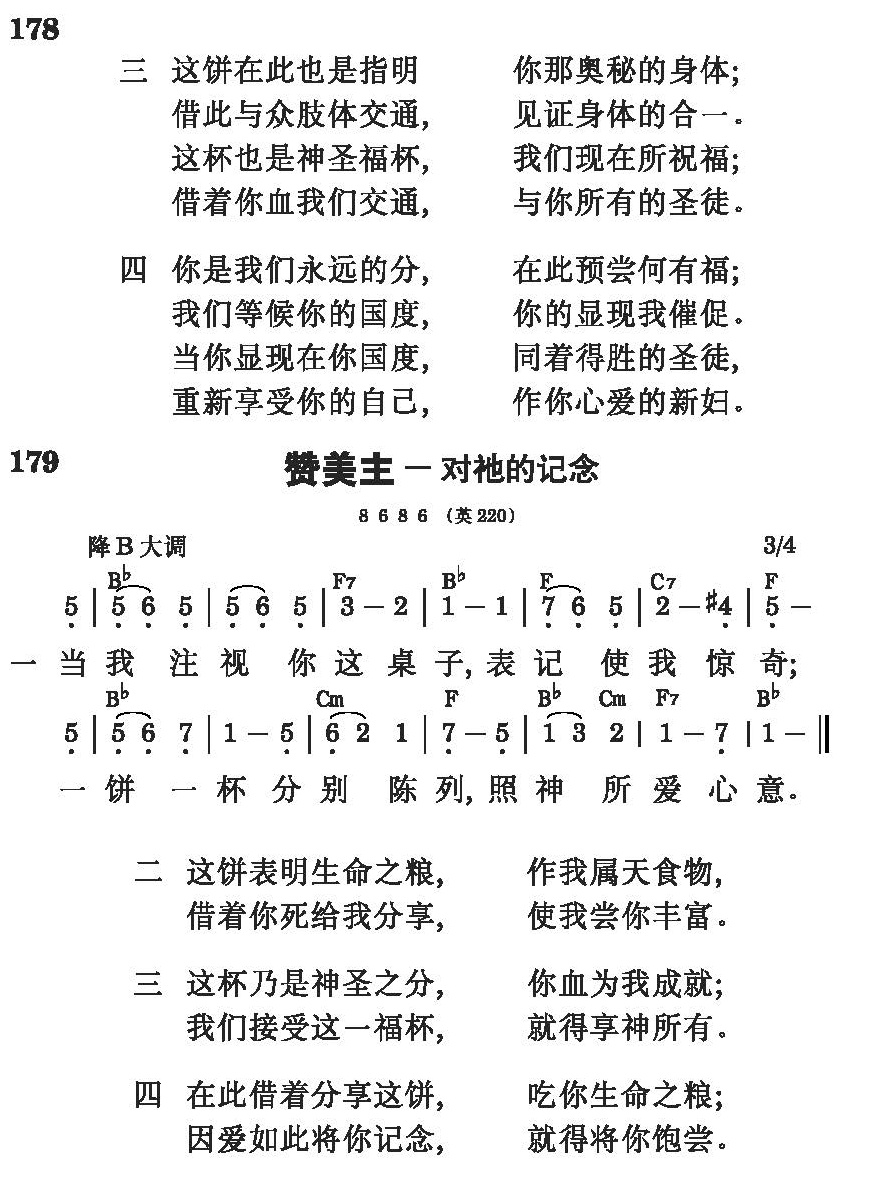 178
三 这饼在此也是指明 你那奥秘的身体;
借此与众肢体交通, 见证身体的合一。
这杯也是神圣福杯, 我们现在所祝福;
借着你血我们交通, 与你所有的圣徒。
四 你是我们永远的分, 在此预尝何有福;
我们等候你的国度, 你的显现我催促。
当你显现在你国度, 同着得胜的圣徒,
重新享受你的自己, 作你心爱的新妇。
179 赞美主—对祂的记念
8 6 8 6 (英220)
降B大调 3/4
B♭ F7 B♭ F C7 F
5 | 5 6 5 | 5 6 5 | 3 – 2 | 1 – 1 | 7 6 5 | 2 – ♯4 | 5 –
一 当我 注视 你这桌子, 表记 使我 惊奇;
B♭ Cm F B♭ Cm F7 B♭
5 | 5 6 7 | 1 – 5 | 6 2 1 | 7 – 5 | 1 3 2 | 1 – 7 | 1 – ‖
一饼 一杯 分别 陈列, 照神 所爱心意。
二 这饼表明生命之粮, 作我属天食物,
借着你死给我分享, 使我尝你丰富。
三 这杯乃是神圣之分, 你血为我成就;
我们接受这一福杯, 就得享神所有。
四 在此借着分享这饼, 吃你生命之粮;
因爱如此将你记念, 就得将你饱尝。